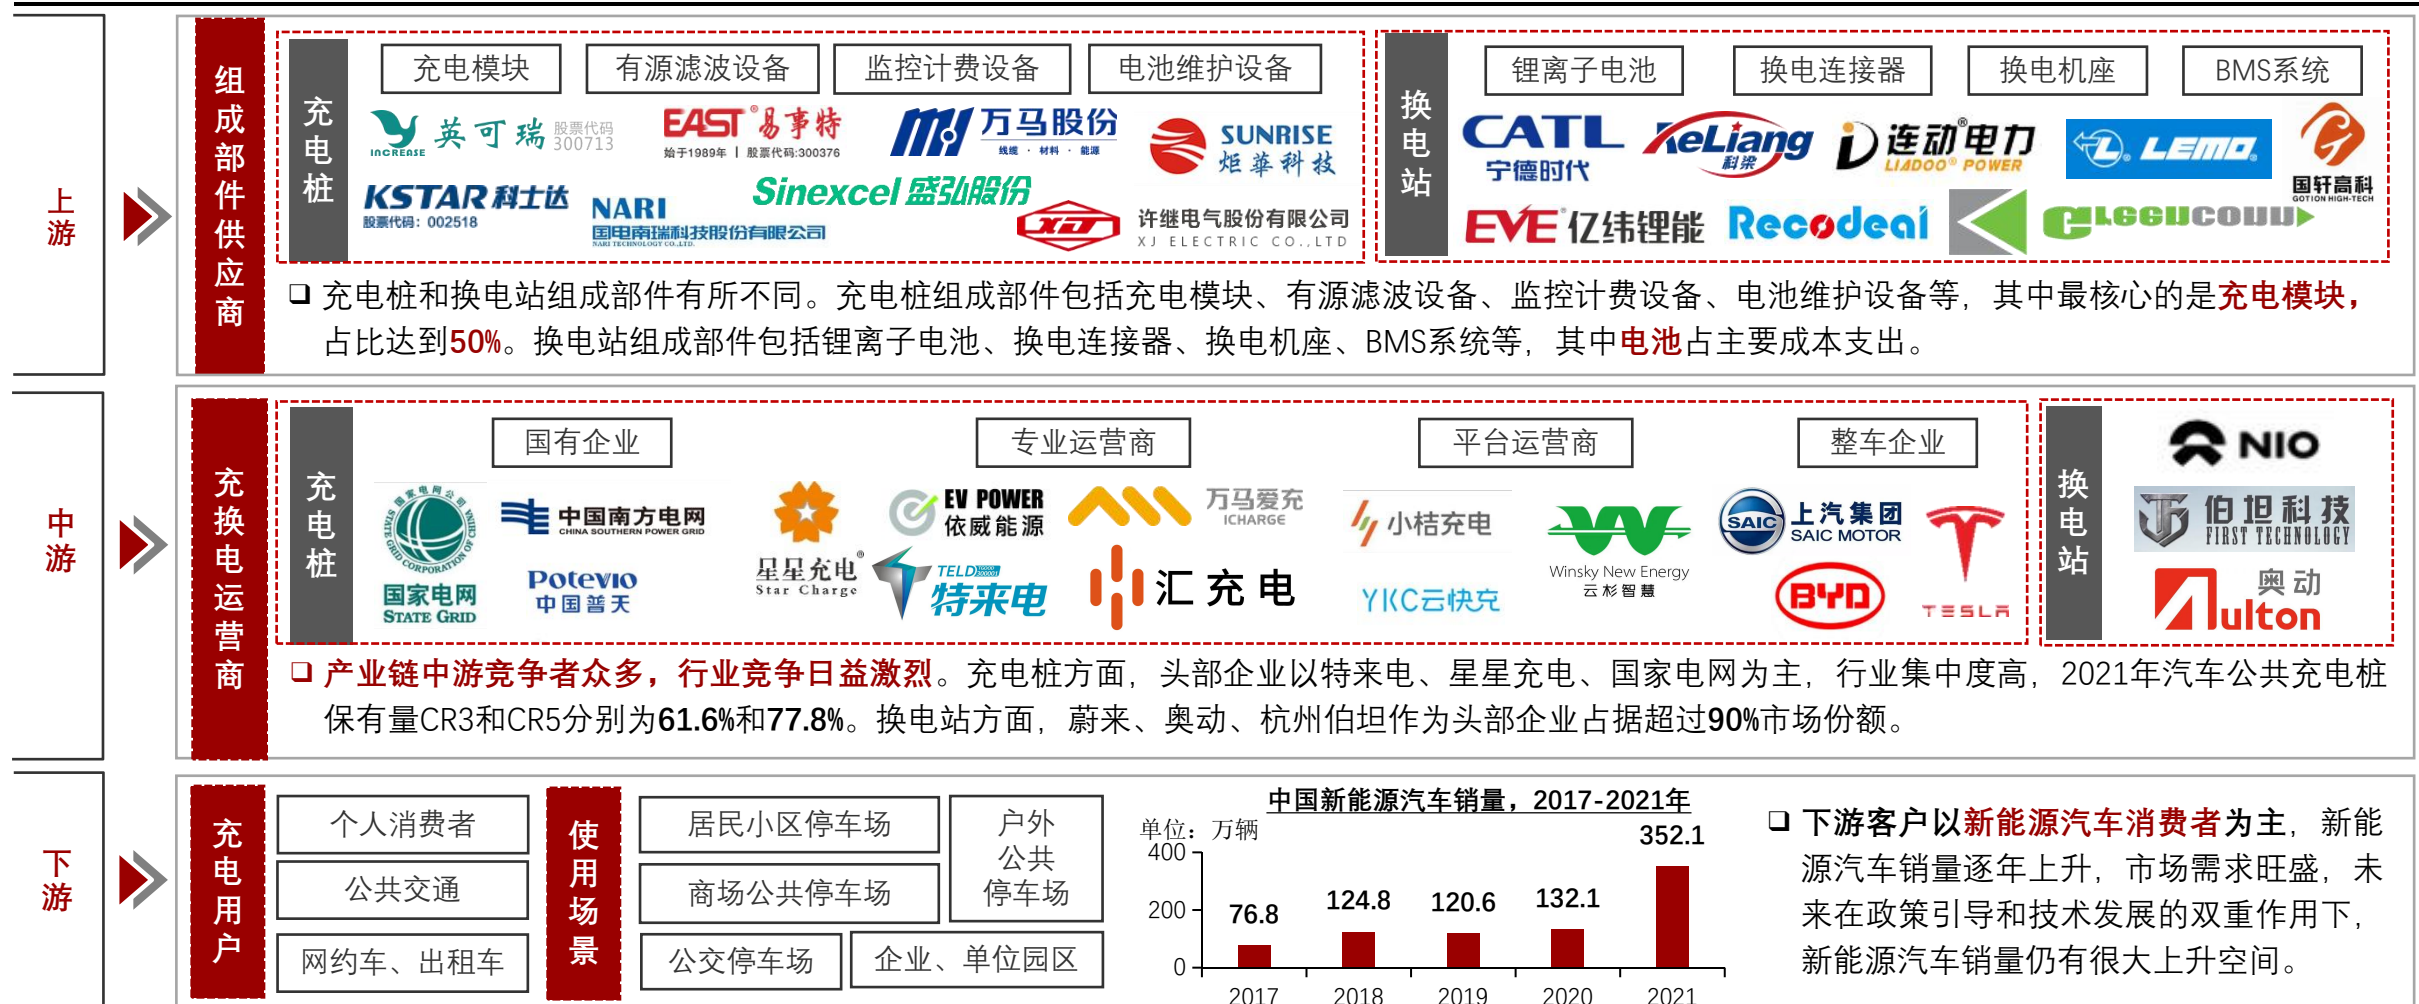 上游
组成部件供应商
充电桩
充电模块 有源滤波设备 监控计费设备 电池维护设备
INCREASE 英可瑞 股票代码 300713
EAST® 易事特
始于1989年 | 股票代码:300376
万马股份
线缆 · 材料 · 能源
SUNRISE
炬華科技
KSTAR 科士达
股票代码：002518
NARI
国电南瑞科技股份有限公司
NARI TECHNOLOGY CO.,LTD.
Sinexcel 盛弘股份
XJ
许继电气股份有限公司
XJ ELECTRIC CO.,LTD
换电站
锂离子电池 换电连接器 换电机座 BMS系统
CATL
宁德时代
KeLiang
科梁
连动®电力
LIADOO® POWER
LEMO
国轩高科
GOTION HIGH-TECH
EVE 亿纬锂能
Recodeal
❑ 充电桩和换电站组成部件有所不同。充电桩组成部件包括充电模块、有源滤波设备、监控计费设备、电池维护设备等，其中最核心的是充电模块，
占比达到50%。换电站组成部件包括锂离子电池、换电连接器、换电机座、BMS系统等，其中电池占主要成本支出。
中游
充换电运营商
充电桩
国有企业 专业运营商 平台运营商 整车企业
国家电网公司
STATE GRID CORPORATION OF CHINA
国家电网
STATE GRID
中国南方电网
CHINA SOUTHERN POWER GRID
Potevio
中国普天
星星充电®
Star Charge
EV POWER
依威能源
万马爱充
ICHARGE
TELD
特来电
汇充电
小桔充电
YKC云快充
Winsky New Energy
云杉智慧
SAIC
上汽集团
SAIC MOTOR
BYD
TESLA
换电站
NIO
伯坦科技
FIRST TECHNOLOGY
奥动
Aulton
❑ 产业链中游竞争者众多，行业竞争日益激烈。充电桩方面，头部企业以特来电、星星充电、国家电网为主，行业集中度高，2021年汽车公共充电桩
保有量CR3和CR5分别为61.6%和77.8%。换电站方面，蔚来、奥动、杭州伯坦作为头部企业占据超过90%市场份额。
下游
充电用户
个人消费者
公共交通
网约车、出租车
使用场景
居民小区停车场
商场公共停车场
户外
公共
停车场
公交停车场
企业、单位园区
中国新能源汽车销量，2017-2021年
单位：万辆
400
200
0
76.8 124.8 120.6 132.1 352.1
2017 2018 2019 2020 2021
❑ 下游客户以新能源汽车消费者为主，新能
源汽车销量逐年上升，市场需求旺盛，未
来在政策引导和技术发展的双重作用下，
新能源汽车销量仍有很大上升空间。